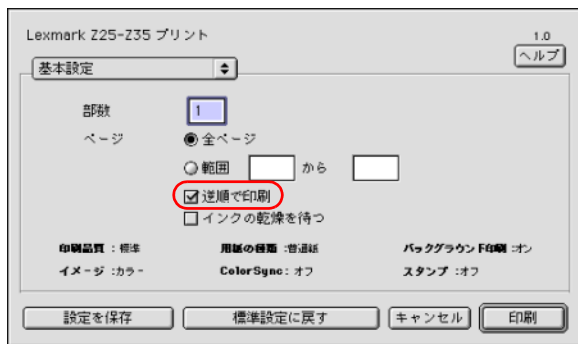 Lexmark Z25-Z35 プリント 1.0
ヘルプ
基本設定
部数 1
ページ 全ページ
範囲 から
逆順で印刷
インクの乾燥を待つ
印刷品質 : 標準 用紙の種類 :普通紙 バックグラウンド印刷 :オン
イメージ :カラー ColorSync : オフ スタンプ :オフ
設定を保存 標準設定に戻す キャンセル 印刷